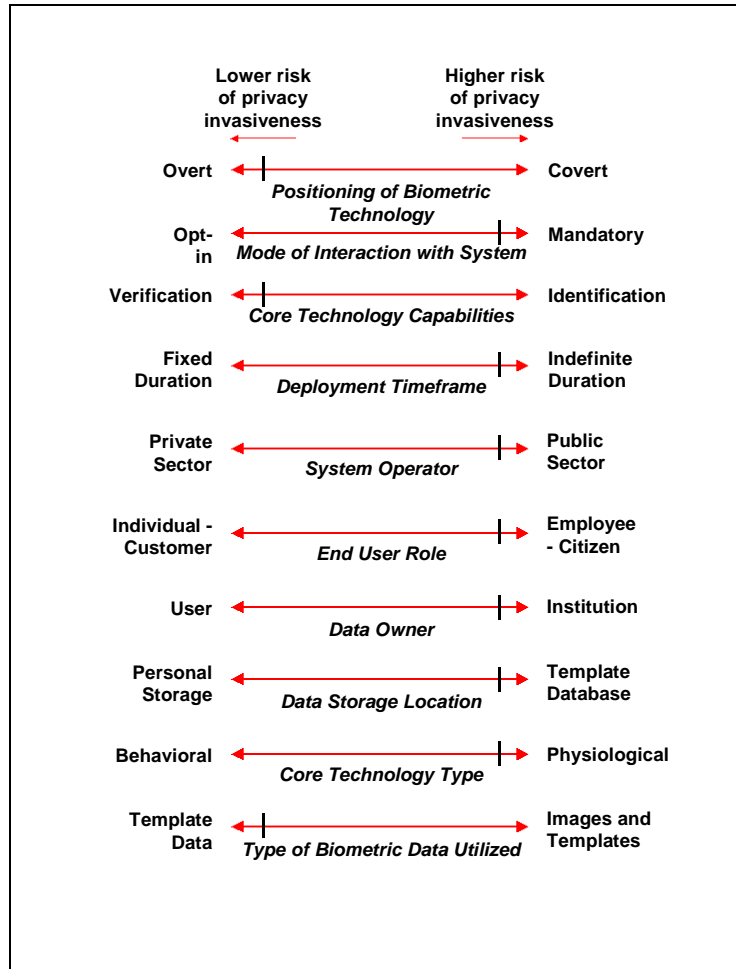 Lower risk
of privacy
invasiveness
Higher risk
of privacy
invasiveness
Overt
Covert
Positioning of Biometric
Technology
Opt-
in
Mandatory
Mode of Interaction with System
Verification
Identification
Core Technology Capabilities
Fixed
Duration
Indefinite
Duration
Deployment Timeframe
Private
Sector
Public
Sector
System Operator
Individual -
Customer
Employee
- Citizen
End User Role
User
Institution
Data Owner
Personal
Storage
Template
Database
Data Storage Location
Behavioral
Physiological
Core Technology Type
Template
Data
Images and
Templates
Type of Biometric Data Utilized